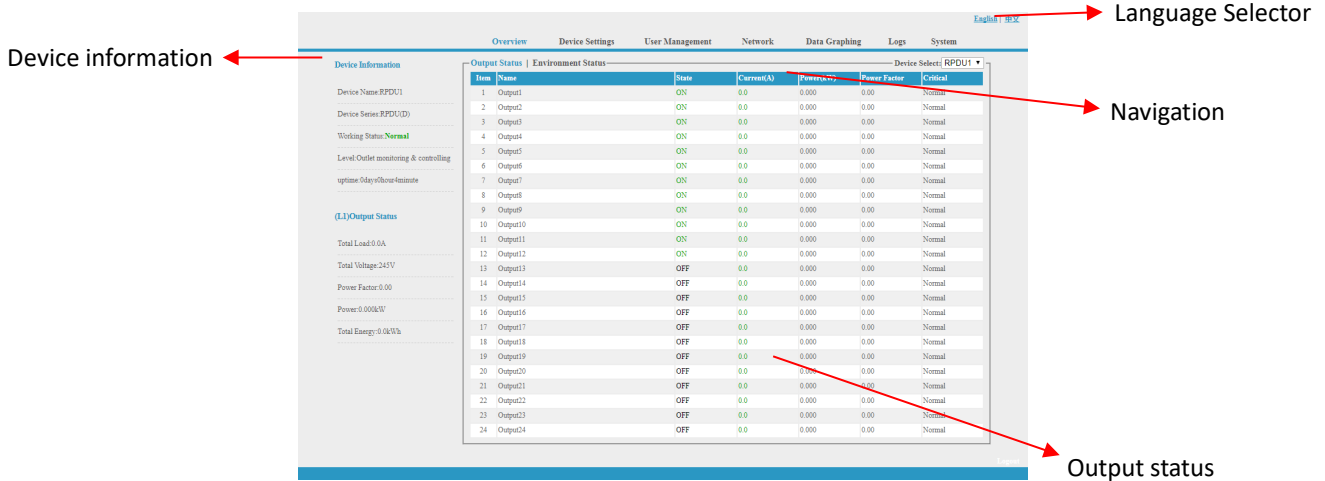 English | 中文
Language Selector
Overview Device Settings User Management Network Data Graphing Logs System
Device information
Device Information
Output Status | Environment Status
Device Select: RPDU1
Item Name State Current(A) Power(kW) Power Factor Critical
Device Name:RPDU1
Device Series:RPDU(D)
Working Status:Normal
Level:Outlet monitoring & controlling
uptime:0days0hour4minute
(L1)Output Status
Total Load:0.0A
Total Voltage:245V
Power Factor:0.00
Power:0.000kW
Total Energy:0.0kWh
1 Output1 ON 0.0 0.000 0.00 Normal
2 Output2 ON 0.0 0.000 0.00 Normal
3 Output3 ON 0.0 0.000 0.00 Normal
4 Output4 ON 0.0 0.000 0.00 Normal
5 Output5 ON 0.0 0.000 0.00 Normal
6 Output6 ON 0.0 0.000 0.00 Normal
7 Output7 ON 0.0 0.000 0.00 Normal
8 Output8 ON 0.0 0.000 0.00 Normal
9 Output9 ON 0.0 0.000 0.00 Normal
10 Output10 ON 0.0 0.000 0.00 Normal
11 Output11 ON 0.0 0.000 0.00 Normal
12 Output12 ON 0.0 0.000 0.00 Normal
13 Output13 OFF 0.0 0.000 0.00 Normal
14 Output14 OFF 0.0 0.000 0.00 Normal
15 Output15 OFF 0.0 0.000 0.00 Normal
16 Output16 OFF 0.0 0.000 0.00 Normal
17 Output17 OFF 0.0 0.000 0.00 Normal
18 Output18 OFF 0.0 0.000 0.00 Normal
19 Output19 OFF 0.0 0.000 0.00 Normal
20 Output20 OFF 0.0 0.000 0.00 Normal
21 Output21 OFF 0.0 0.000 0.00 Normal
22 Output22 OFF 0.0 0.000 0.00 Normal
23 Output23 OFF 0.0 0.000 0.00 Normal
24 Output24 OFF 0.0 0.000 0.00 Normal
Navigation
Logout
Output status